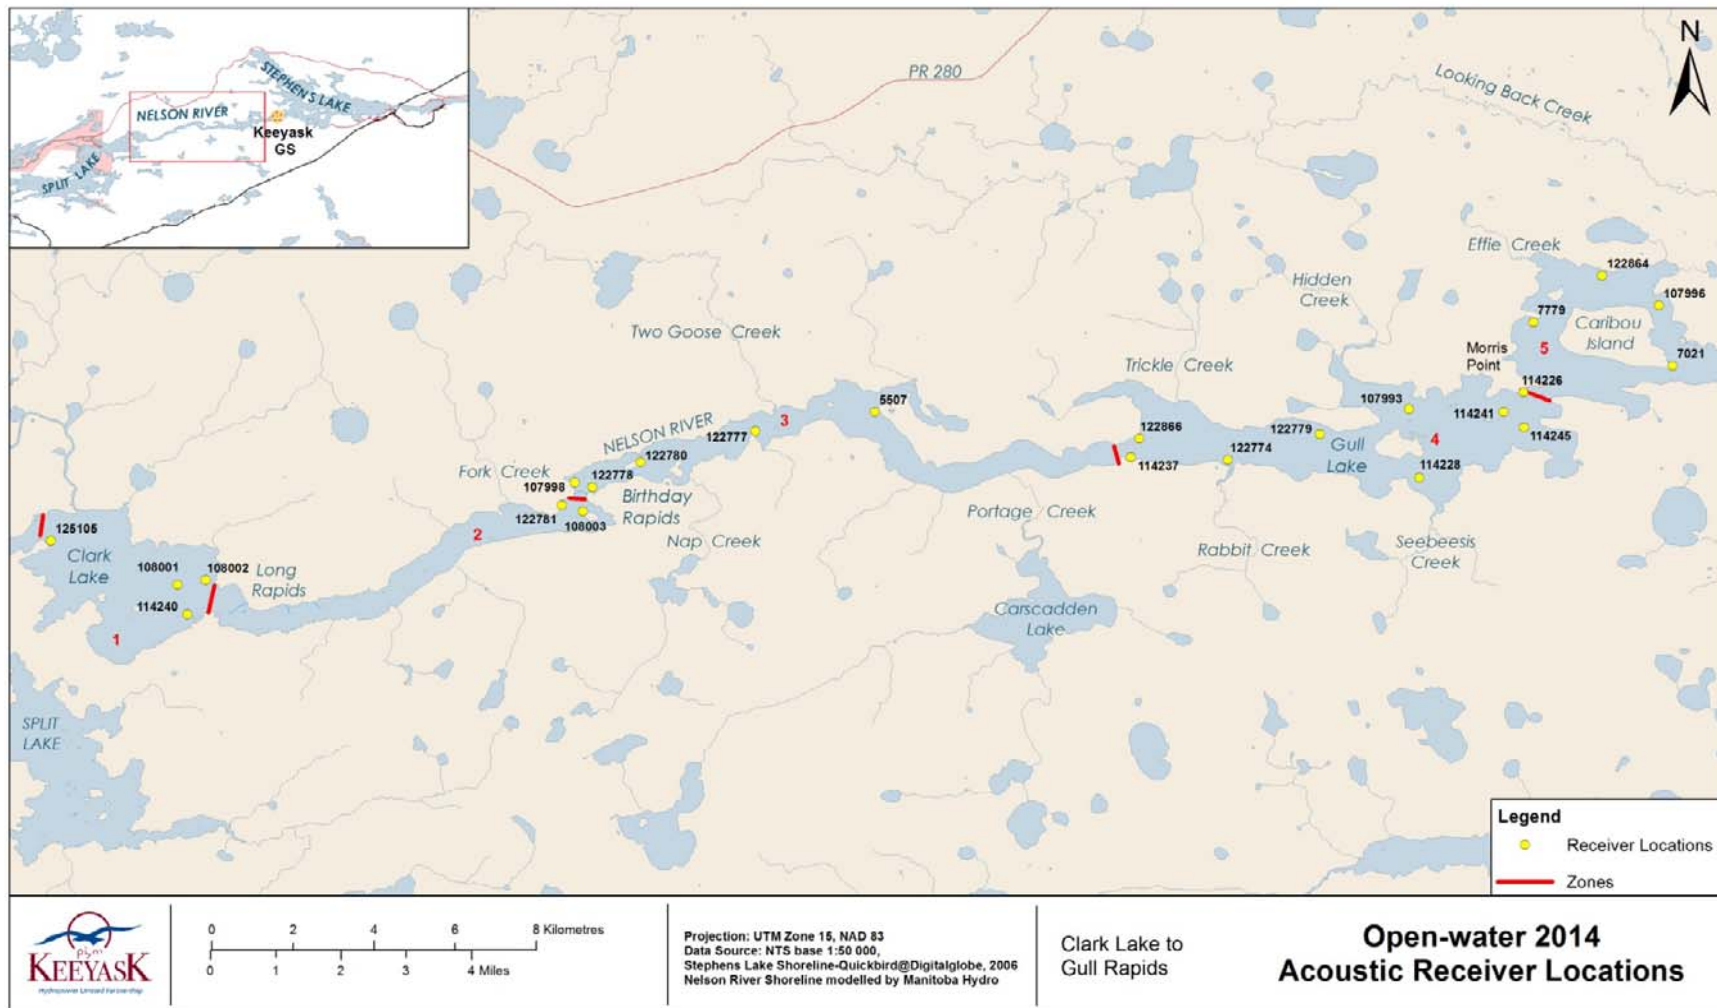 NELSON RIVER
STEPHENS LAKE
Keeyask
GS
SPLIT LAKE
PR 280
N
Looking Back Creek
Effie Creek
122864
Hidden
Creek
107996
7779
Two Goose Creek
Caribou
Island
5
Morris
Point
Trickle Creek
7021
114226
5507
107993
114241
3
NELSON RIVER
122777
122866
122779
Gull
Lake
4
114245
122780
122774
Fork Creek
122778
114237
114228
107998
Birthday
Rapids
122781
108003
Portage Creek
125105
2
Nap Creek
Rabbit Creek
Seebeesis
Creek
Clark
Lake
108001
108002
Long
Rapids
114240
Carscadden
Lake
1
SPLIT
LAKE
Legend
Receiver Locations
Zones
KEEYASK
Hydropower Limited Partnership
0 2 4 6 8 Kilometres
0 1 2 3 4 Miles
Projection: UTM Zone 15, NAD 83
Data Source: NTS base 1:50 000,
Stephens Lake Shoreline-Quickbird@Digitalglobe, 2006
Nelson River Shoreline modelled by Manitoba Hydro
Clark Lake to
Gull Rapids
Open-water 2014
Acoustic Receiver Locations